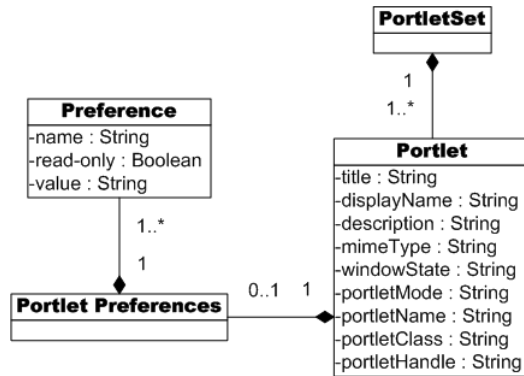 PortletSet
1
1..*
Preference
-name : String
-read-only : Boolean
-value : String
1..*
1
Portlet Preferences
0..1 1
Portlet
-title : String
-displayName : String
-description : String
-mimeType : String
-windowState : String
-portletMode : String
-portletName : String
-portletClass : String
-portletHandle : String